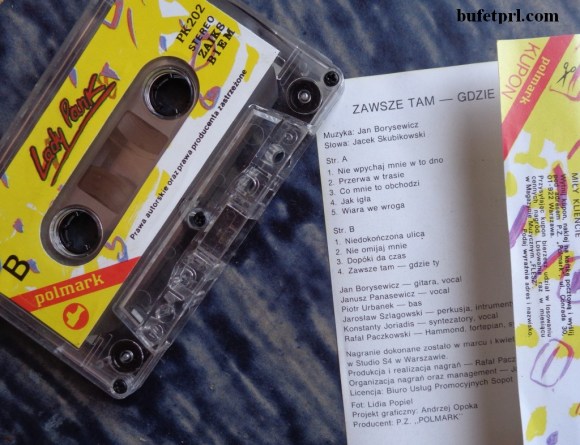 bufetprl.com
PK202
STEREO
ZAIKS
BIEM
Lady Pank
Prawa autorskie oraz prawa producenta zastrzeżone
B
polmark
ZAWSZE TAM — GDZIE
Muzyka: Jan Borysewicz
Słowa: Jacek Skubikowski
Str. A
1. Nie wpychaj mnie w to dno
2. Przerwa w trasie
3. Co mnie to obchodzi
4. Jak igła
5. Wiara we wroga
Str. B
1. Niedokończona ulica
2. Nie omijaj mnie
3. Dopóki da czas
4. Zawsze tam — gdzie ty
Jan Borysewicz — gitara, vocal
Janusz Panasewicz — vocal
Piotr Urbanek — bas
Jarosław Szlagowski — perkusja, intrument
Konstanty Joriadis — syntezatory, vocal
Rafał Paczkowski — Hammond, fortepian,
Nagranie dokonane zostało w marcu i kwiet
w Studio S4 w Warszawie.
Produkcja i realizacja nagrań — Rafał Pacz
Organizacja nagrań oraz management —
Licencja: Biuro Usług Promocyjnych Sopot
Fot: Lidia Popiel
Projekt graficzny: Andrzej Opoka
Producent: P.Z. ,,POLMARK"
polmark
KUPON
MIŁY KLIENCIE